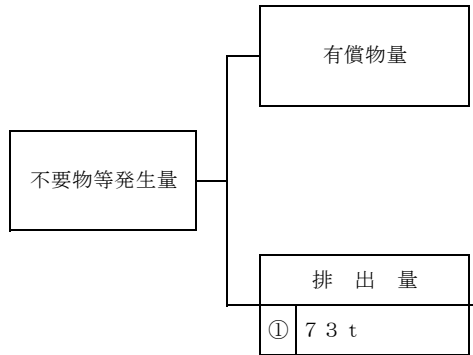 有償物量
不要物等発生量
排 出 量
① 73t